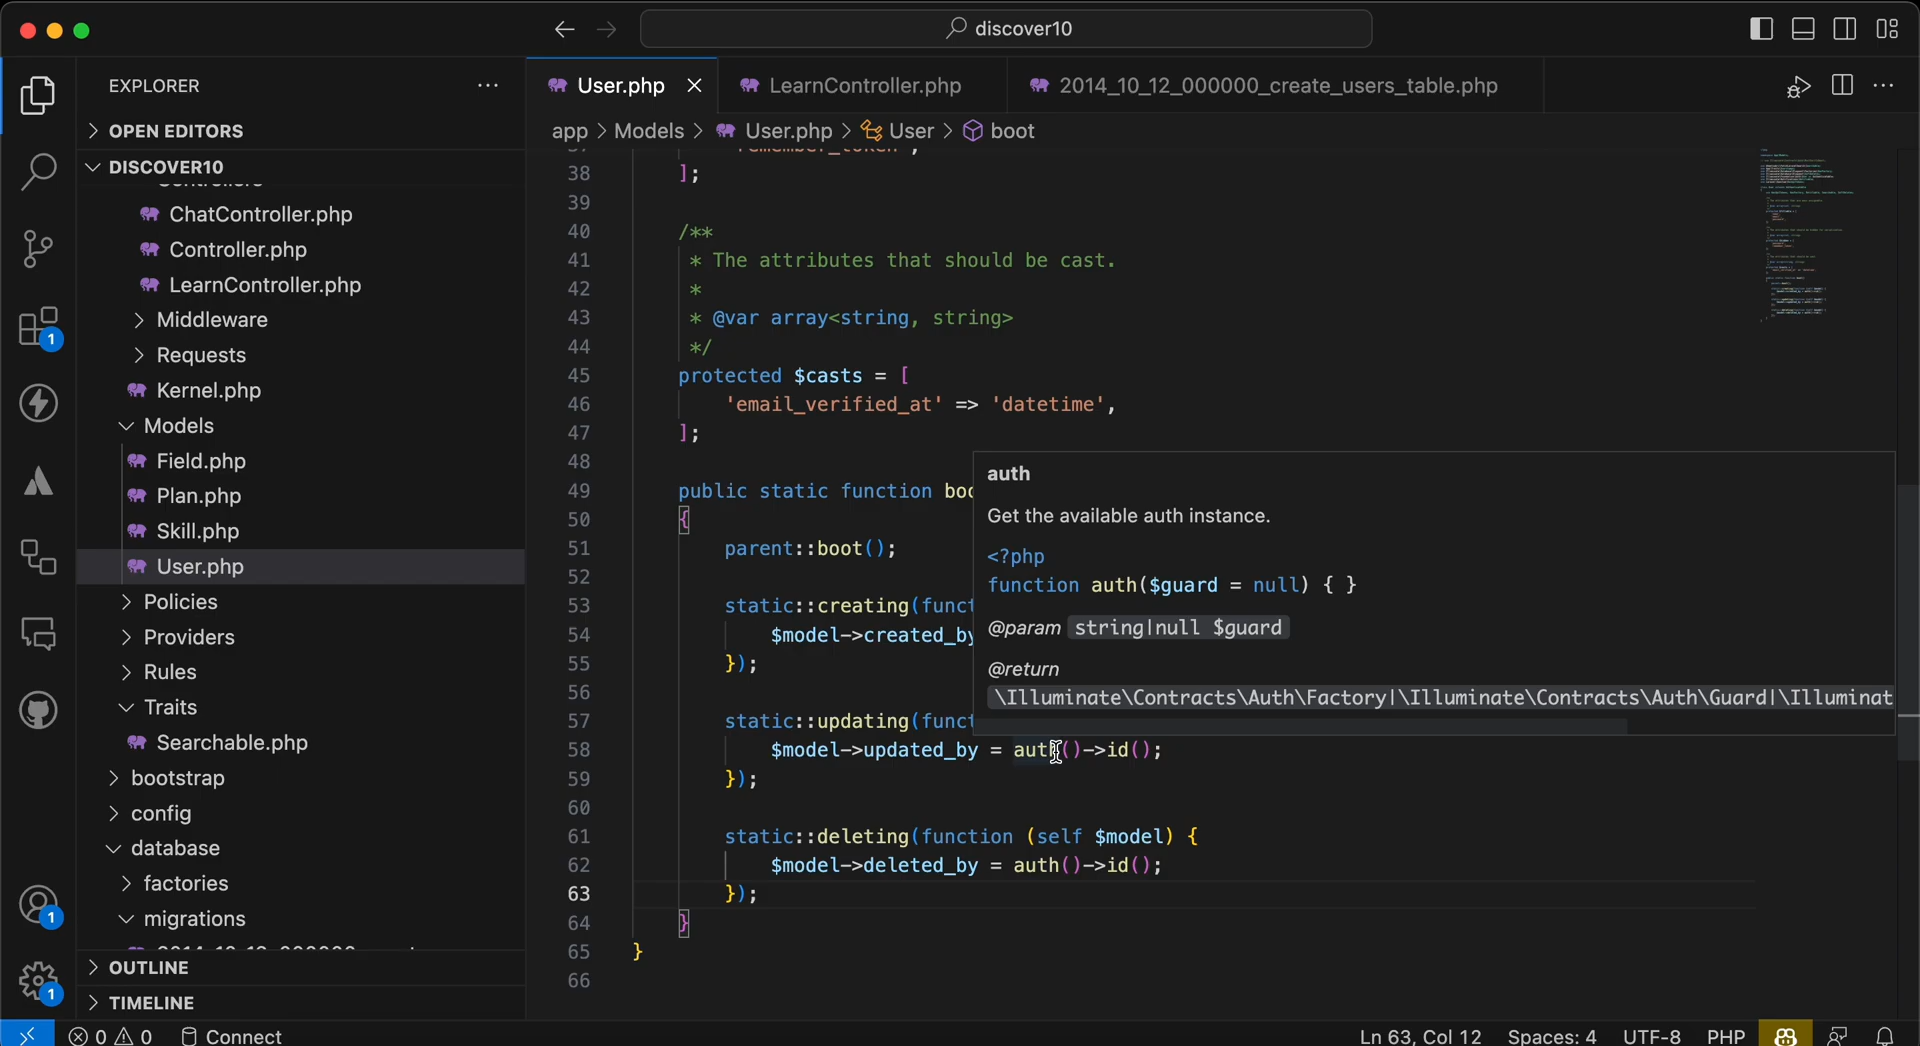 discover10
EXPLORER
OPEN EDITORS
DISCOVER10
Controllers
ChatController.php
Controller.php
LearnController.php
Middleware
Requests
Kernel.php
Models
Field.php
Plan.php
Skill.php
User.php
Policies
Providers
Rules
Traits
Searchable.php
bootstrap
config
database
factories
migrations
OUTLINE
TIMELINE
1
1
1
User.php
LearnController.php
2014_10_12_000000_create_users_table.php
app > Models > User.php > User > boot
37 'remember_token',
38 ];
39
40 /**
41 * The attributes that should be cast.
42 *
43 * @var array<string, string>
44 */
45 protected $casts = [
46 'email_verified_at' => 'datetime',
47 ];
48
49 public static function boo
50 {
51 parent::boot();
52
53 static::creating(funct
54 $model->created_by
55 });
56
57 static::updating(funct
58 $model->updated_by = auth()->id();
59 });
60
61 static::deleting(function (self $model) {
62 $model->deleted_by = auth()->id();
63 });
64 }
65 }
66
auth
Get the available auth instance.
<?php
function auth($guard = null) { }
@param string|null $guard
@return
\Illuminate\Contracts\Auth\Factory|\Illuminate\Contracts\Auth\Guard|\Illuminat
0 0 Connect
Ln 63, Col 12 Spaces: 4 UTF-8 PHP